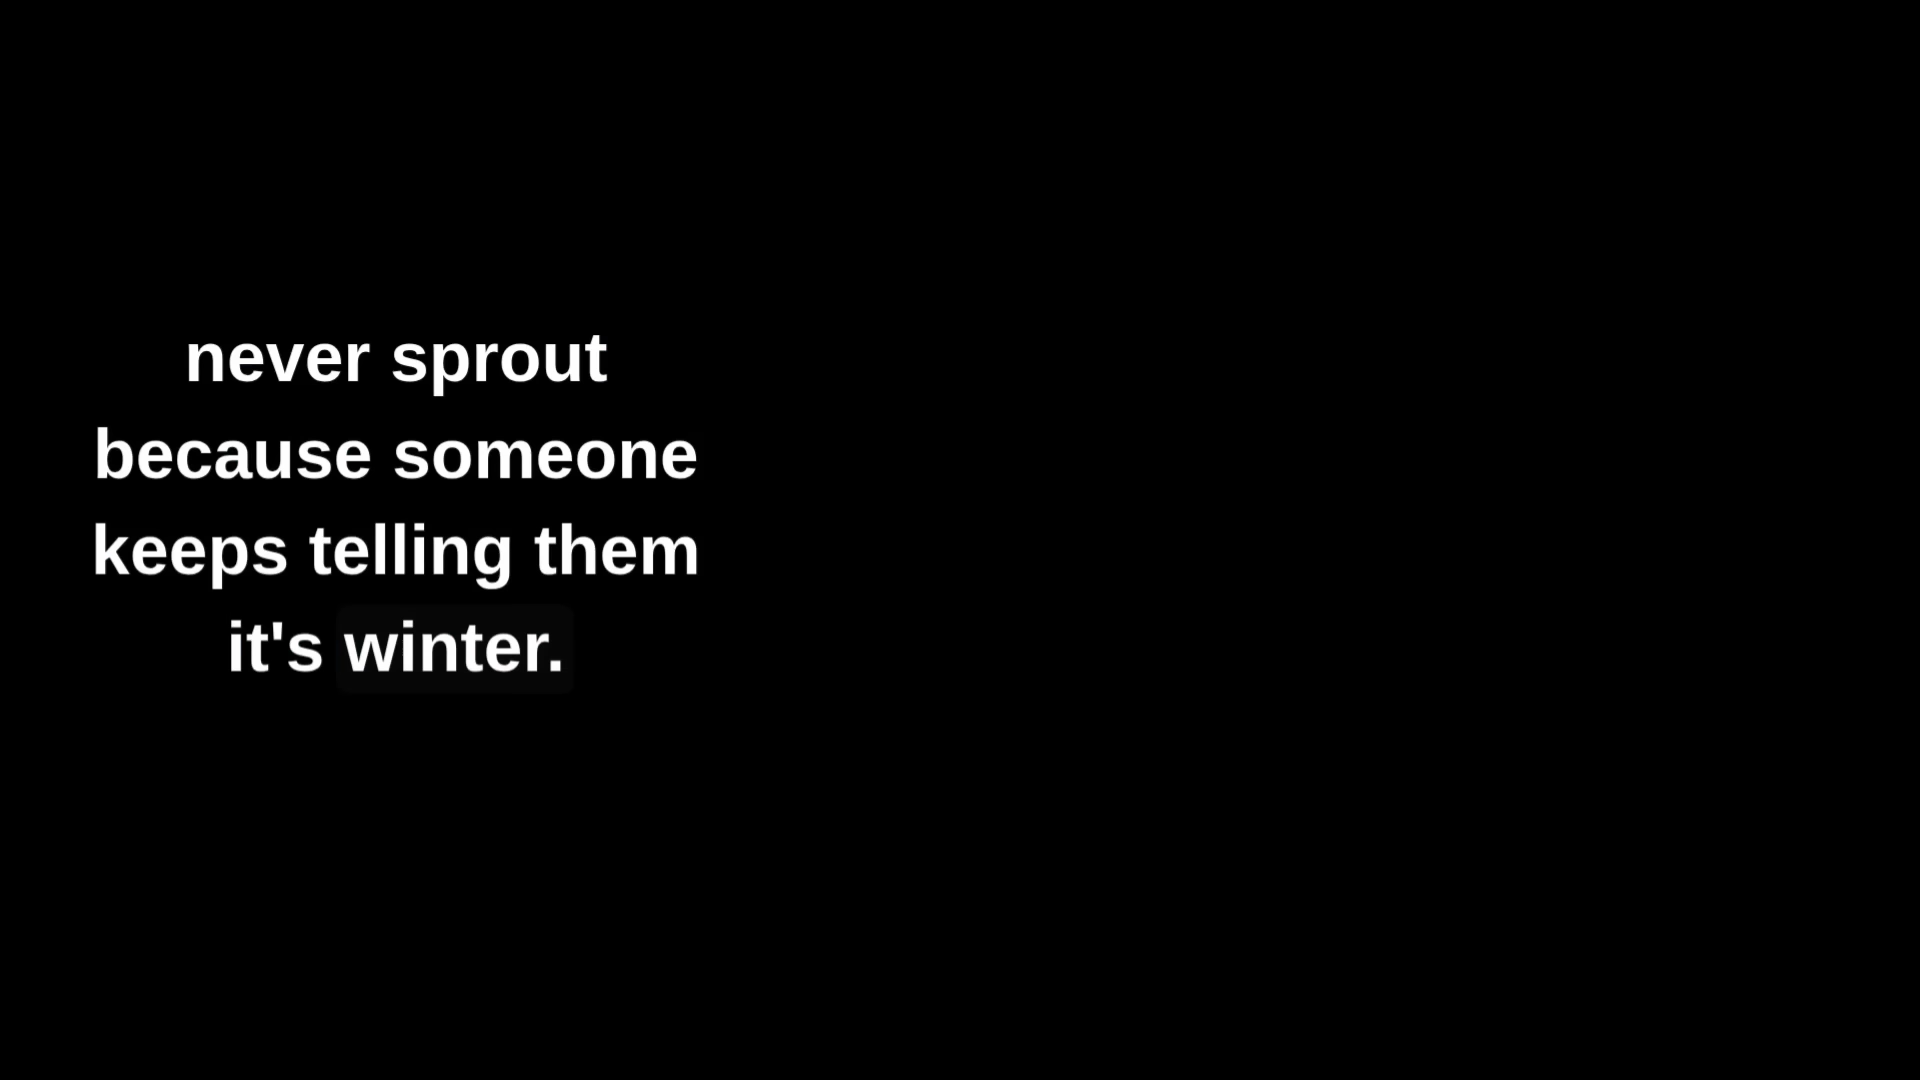 never sprout
because someone
keeps telling them
it's winter.